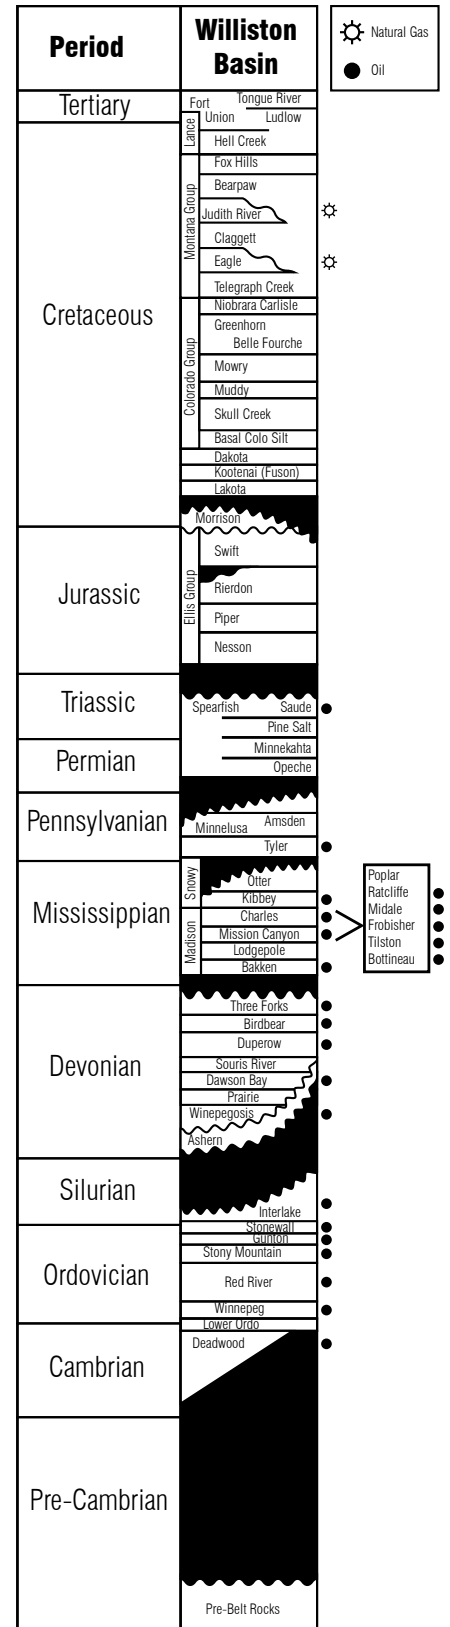 Period
Williston
Basin
Natural Gas
Oil
Tertiary
Fort
Tongue River
Union
Ludlow
Lance
Hell Creek
Cretaceous
Montana Group
Fox Hills
Bearpaw
Judith River
Claggett
Eagle
Telegraph Creek
Colorado Group
Niobrara Carlisle
Greenhorn
Belle Fourche
Mowry
Muddy
Skull Creek
Basal Colo Silt
Dakota
Kootenai (Fuson)
Lakota
Morrison
Jurassic
Ellis Group
Swift
Rierdon
Piper
Nesson
Triassic
Spearfish
Saude
Pine Salt
Permian
Minnekahta
Opeche
Pennsylvanian
Amsden
Minnelusa
Tyler
Mississippian
Snowy
Otter
Kibbey
Madison
Charles
Mission Canyon
Lodgepole
Bakken
Poplar
Ratcliffe
Midale
Frobisher
Tilston
Bottineau
Devonian
Three Forks
Birdbear
Duperow
Souris River
Dawson Bay
Prairie
Winepegosis
Ashern
Silurian
Interlake
Ordovician
Stonewall
Gunton
Stony Mountain
Red River
Winnepeg
Lower Ordo
Cambrian
Deadwood
Pre-Cambrian
Pre-Belt Rocks